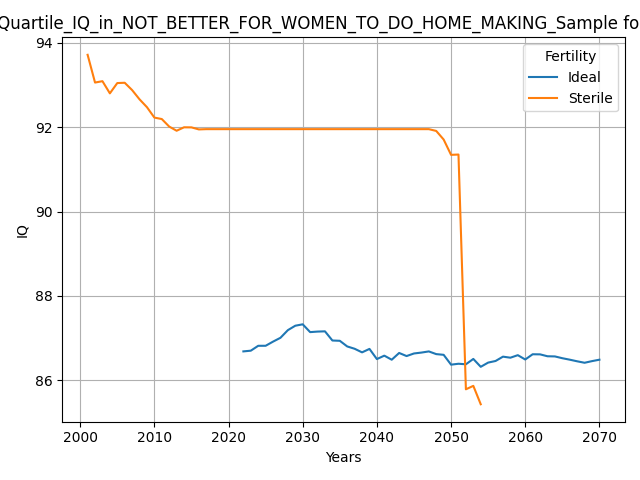 Quartile_IQ_in_NOT_BETTER_FOR_WOMEN_TO_DO_HOME_MAKING_Sample fo
94
92
90
88
86
IQ
Fertility
Ideal
Sterile
2000 2010 2020 2030 2040 2050 2060 2070
Years